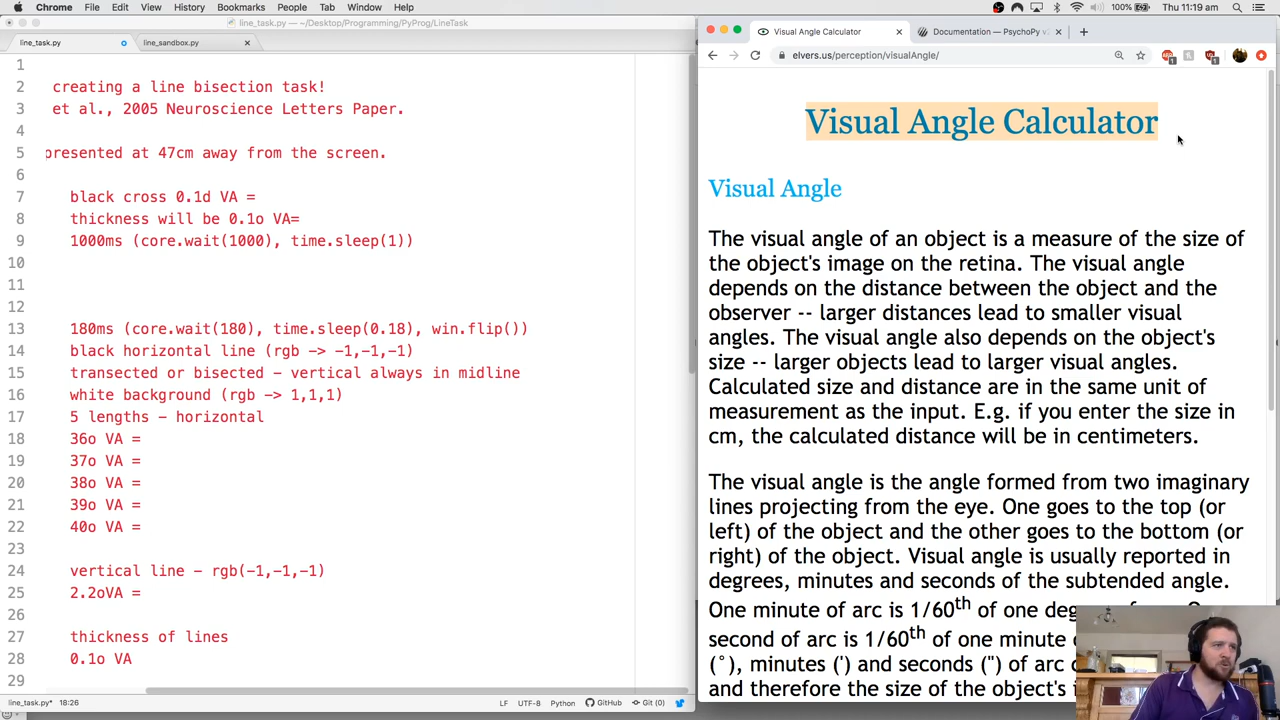 Chrome File Edit View History Bookmarks People Tab Window Help 100% Thu 11:19 am
line_task.py — ~/Desktop/Programming/PyProg/LineTask
line_task.py
line_sandbox.py
1
2 creating a line bisection task!
3 et al., 2005 Neuroscience Letters Paper.
4
5 presented at 47cm away from the screen.
6
7 black cross 0.1d VA =
8 thickness will be 0.1o VA=
9 1000ms (core.wait(1000), time.sleep(1))
10
11
12
13 180ms (core.wait(180), time.sleep(0.18), win.flip())
14 black horizontal line (rgb -> -1,-1,-1)
15 transected or bisected - vertical always in midline
16 white background (rgb -> 1,1,1)
17 5 lengths - horizontal
18 36o VA =
19 37o VA =
20 38o VA =
21 39o VA =
22 40o VA =
23
24 vertical line - rgb(-1,-1,-1)
25 2.2oVA =
26
27 thickness of lines
28 0.1o VA
29
line_task.py* 18:26 LF UTF-8 Python GitHub Git (0)
Visual Angle Calculator
Documentation — PsychoPy v
elvers.us/perception/visualAngle/
Visual Angle Calculator
Visual Angle
The visual angle of an object is a measure of the size of
the object's image on the retina. The visual angle
depends on the distance between the object and the
observer -- larger distances lead to smaller visual
angles. The visual angle also depends on the object's
size -- larger objects lead to larger visual angles.
Calculated size and distance are in the same unit of
measurement as the input. E.g. if you enter the size in
cm, the calculated distance will be in centimeters.
The visual angle is the angle formed from two imaginary
lines projecting from the eye. One goes to the top (or
left) of the object and the other goes to the bottom (or
right) of the object. Visual angle is usually reported in
degrees, minutes and seconds of the subtended angle.
One minute of arc is 1/60th of one
second of arc is 1/60th of one minute
(°), minutes (') and seconds (") of arc
and therefore the size of the object's